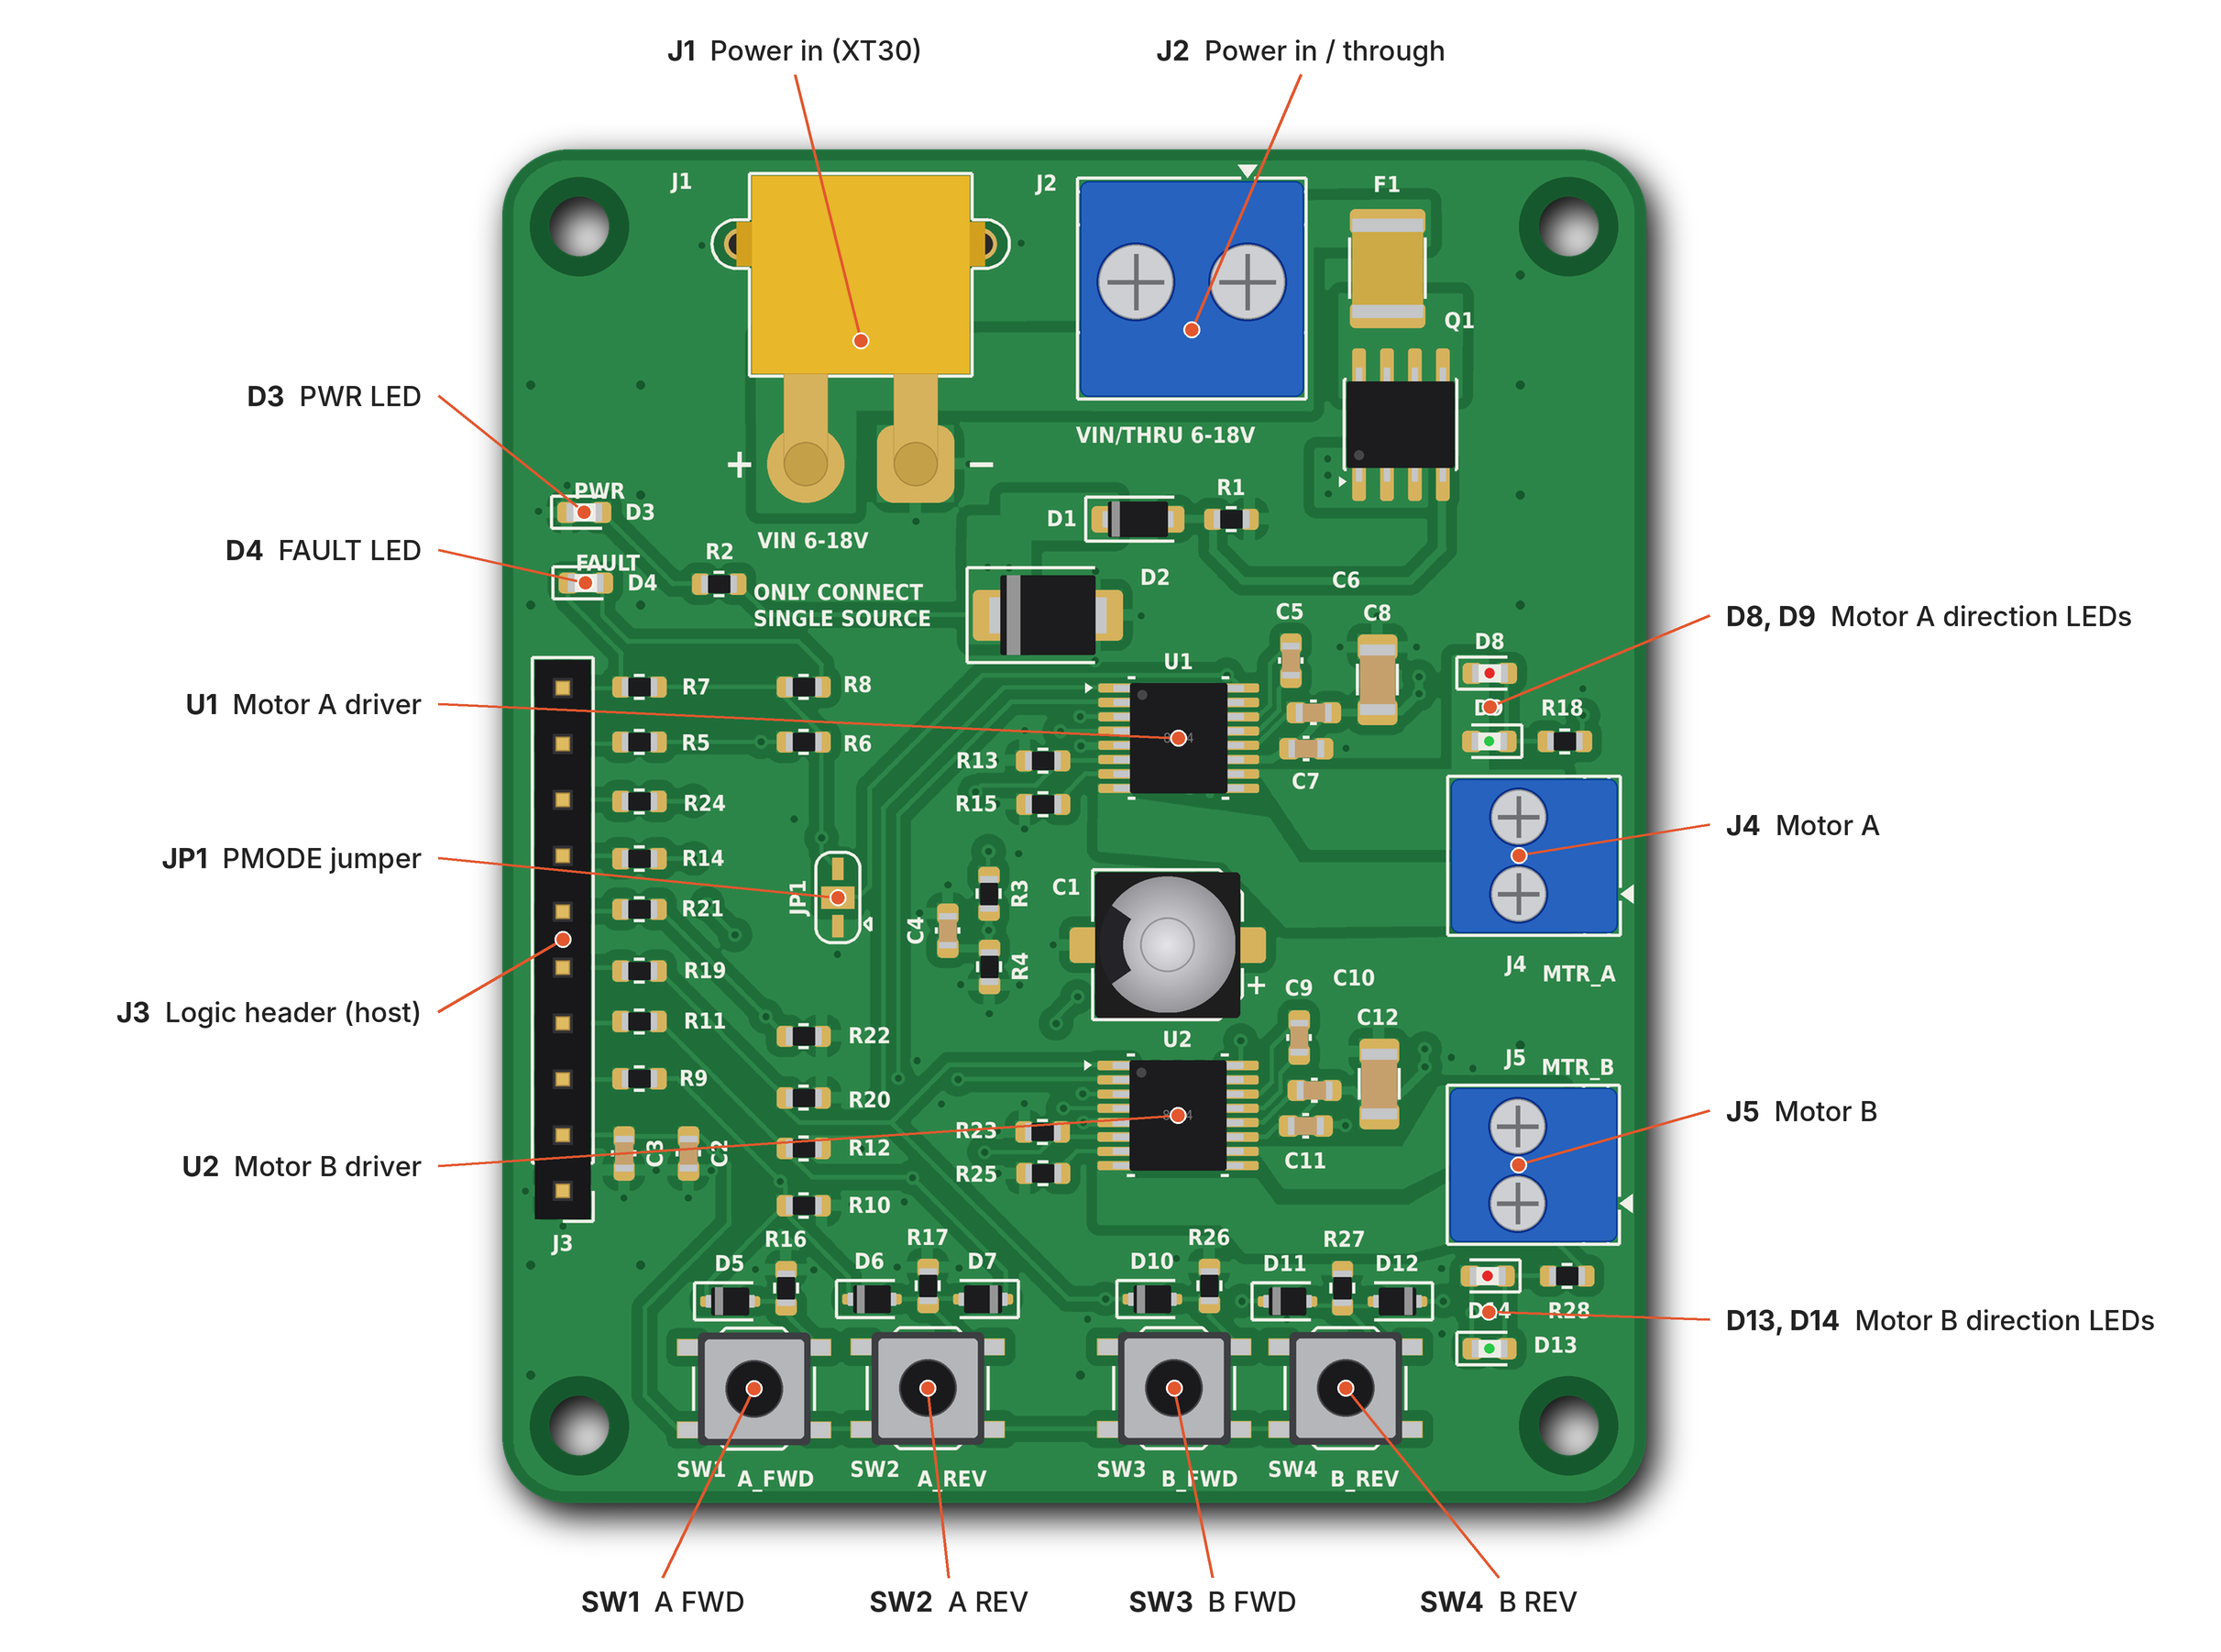 J1 Power in (XT30)
J2 Power in / through
J1
J2
F1
Q1
D3 PWR LED
VIN/THRU 6-18V
+
−
PWR
D3
R1
D1
VIN 6-18V
D4 FAULT LED
FAULT
D4
R2
ONLY CONNECT
SINGLE SOURCE
D2
C6
C5
C8
D8, D9 Motor A direction LEDs
D8
U1
R7
R8
U1 Motor A driver
D9
R18
R5
R6
R13
C7
R24
R15
J4 Motor A
JP1 PMODE jumper
R14
JP1
R3
C1
R21
C4
R4
J4
MTR_A
R19
C10
C9
+
J3 Logic header (host)
R11
R22
U2
C12
J5
MTR_B
R9
R20
J5 Motor B
R23
C3
C2
R12
C11
U2 Motor B driver
R25
R10
J3
R16
R17
R26
R27
D5
D6
D7
D10
D11
D12
D14
R28
D13, D14 Motor B direction LEDs
D13
SW1
A_FWD
SW2
A_REV
SW3
B_FWD
SW4
B_REV
SW1 A FWD
SW2 A REV
SW3 B FWD
SW4 B REV